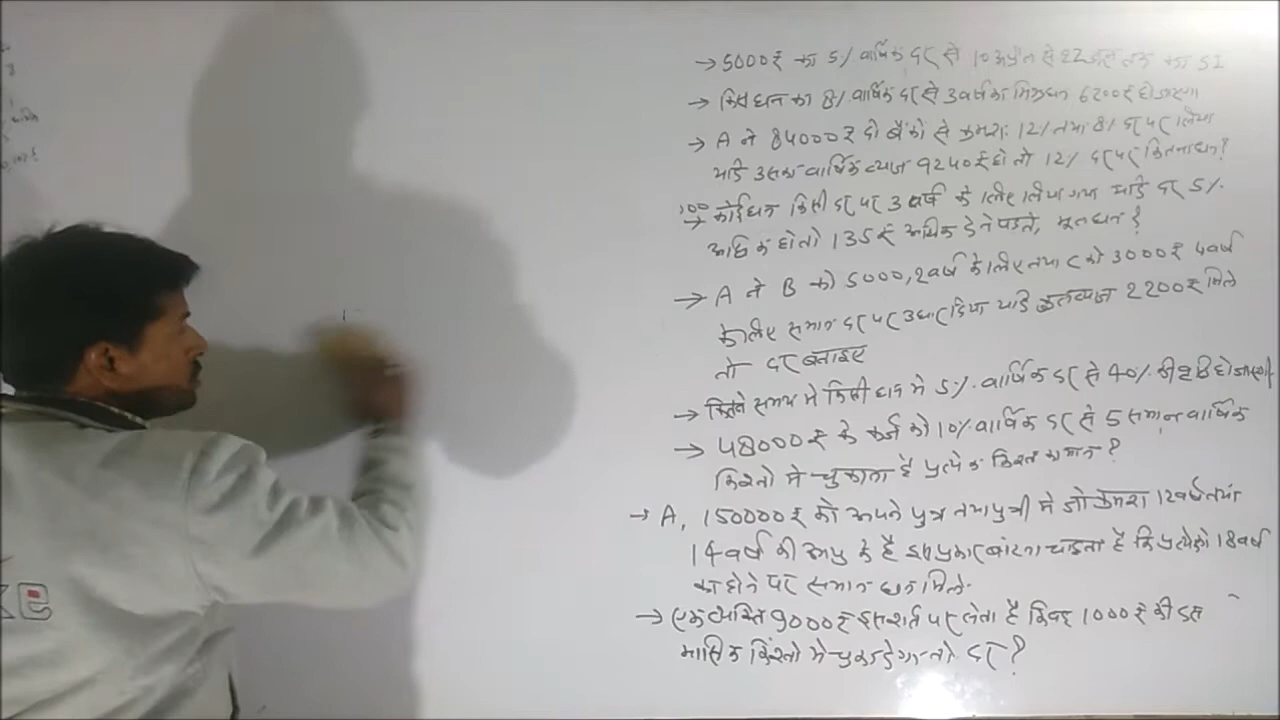 → 5000₹ का 5% वार्षिक दर से 10 अप्रैल से 22 जून तक का SI
→ किस धन का 8% वार्षिक दर से 3 वर्ष का मिश्रधन 6200₹ हो जाएगा
→ A ने 84000₹ दो बैंको से क्रमशः 12% तथा 8% दर पर लिया
यदि उसका वार्षिक व्याज 9240₹ हो तो 12% दर पर कितना धन?
100
→ कोई धन किसी दर पर 3 वर्ष के लिए लिया गया यदि दर 5%
अधिक हो तो 135₹ अधिक देने पडते, मूलधन?
→ A ने B को 5000, 2 वर्ष के लिए तथा C को 3000₹ 4 वर्ष
के लिए समान दर पर उधार दिया यदि कुल व्याज 2200₹ मिले
तो दर बताइए
→ कितने समय मे किसी धन मे 5% वार्षिक दर से 40% की वृद्धि हो जाएगी
→ 48000₹ के कर्ज को 10% वार्षिक दर से 5 समान वार्षिक
किश्तो मे चुकाता है प्रत्येक किश्त का मान?
→ A, 150000₹ को अपने पुत्र तथा पुत्री मे जो क्रमशः 12 वर्ष तथा
14 वर्ष की आयु के है इस प्रकार बांटना चाहता है कि प्रत्येक को 18 वर्ष
का होने पर समान धन मिले
→ एक व्यक्ति 9000₹ इस शर्त पर लेता है कि वह 1000₹ की दस
मासिक किश्तो मे चुका देगा तो दर?
ke